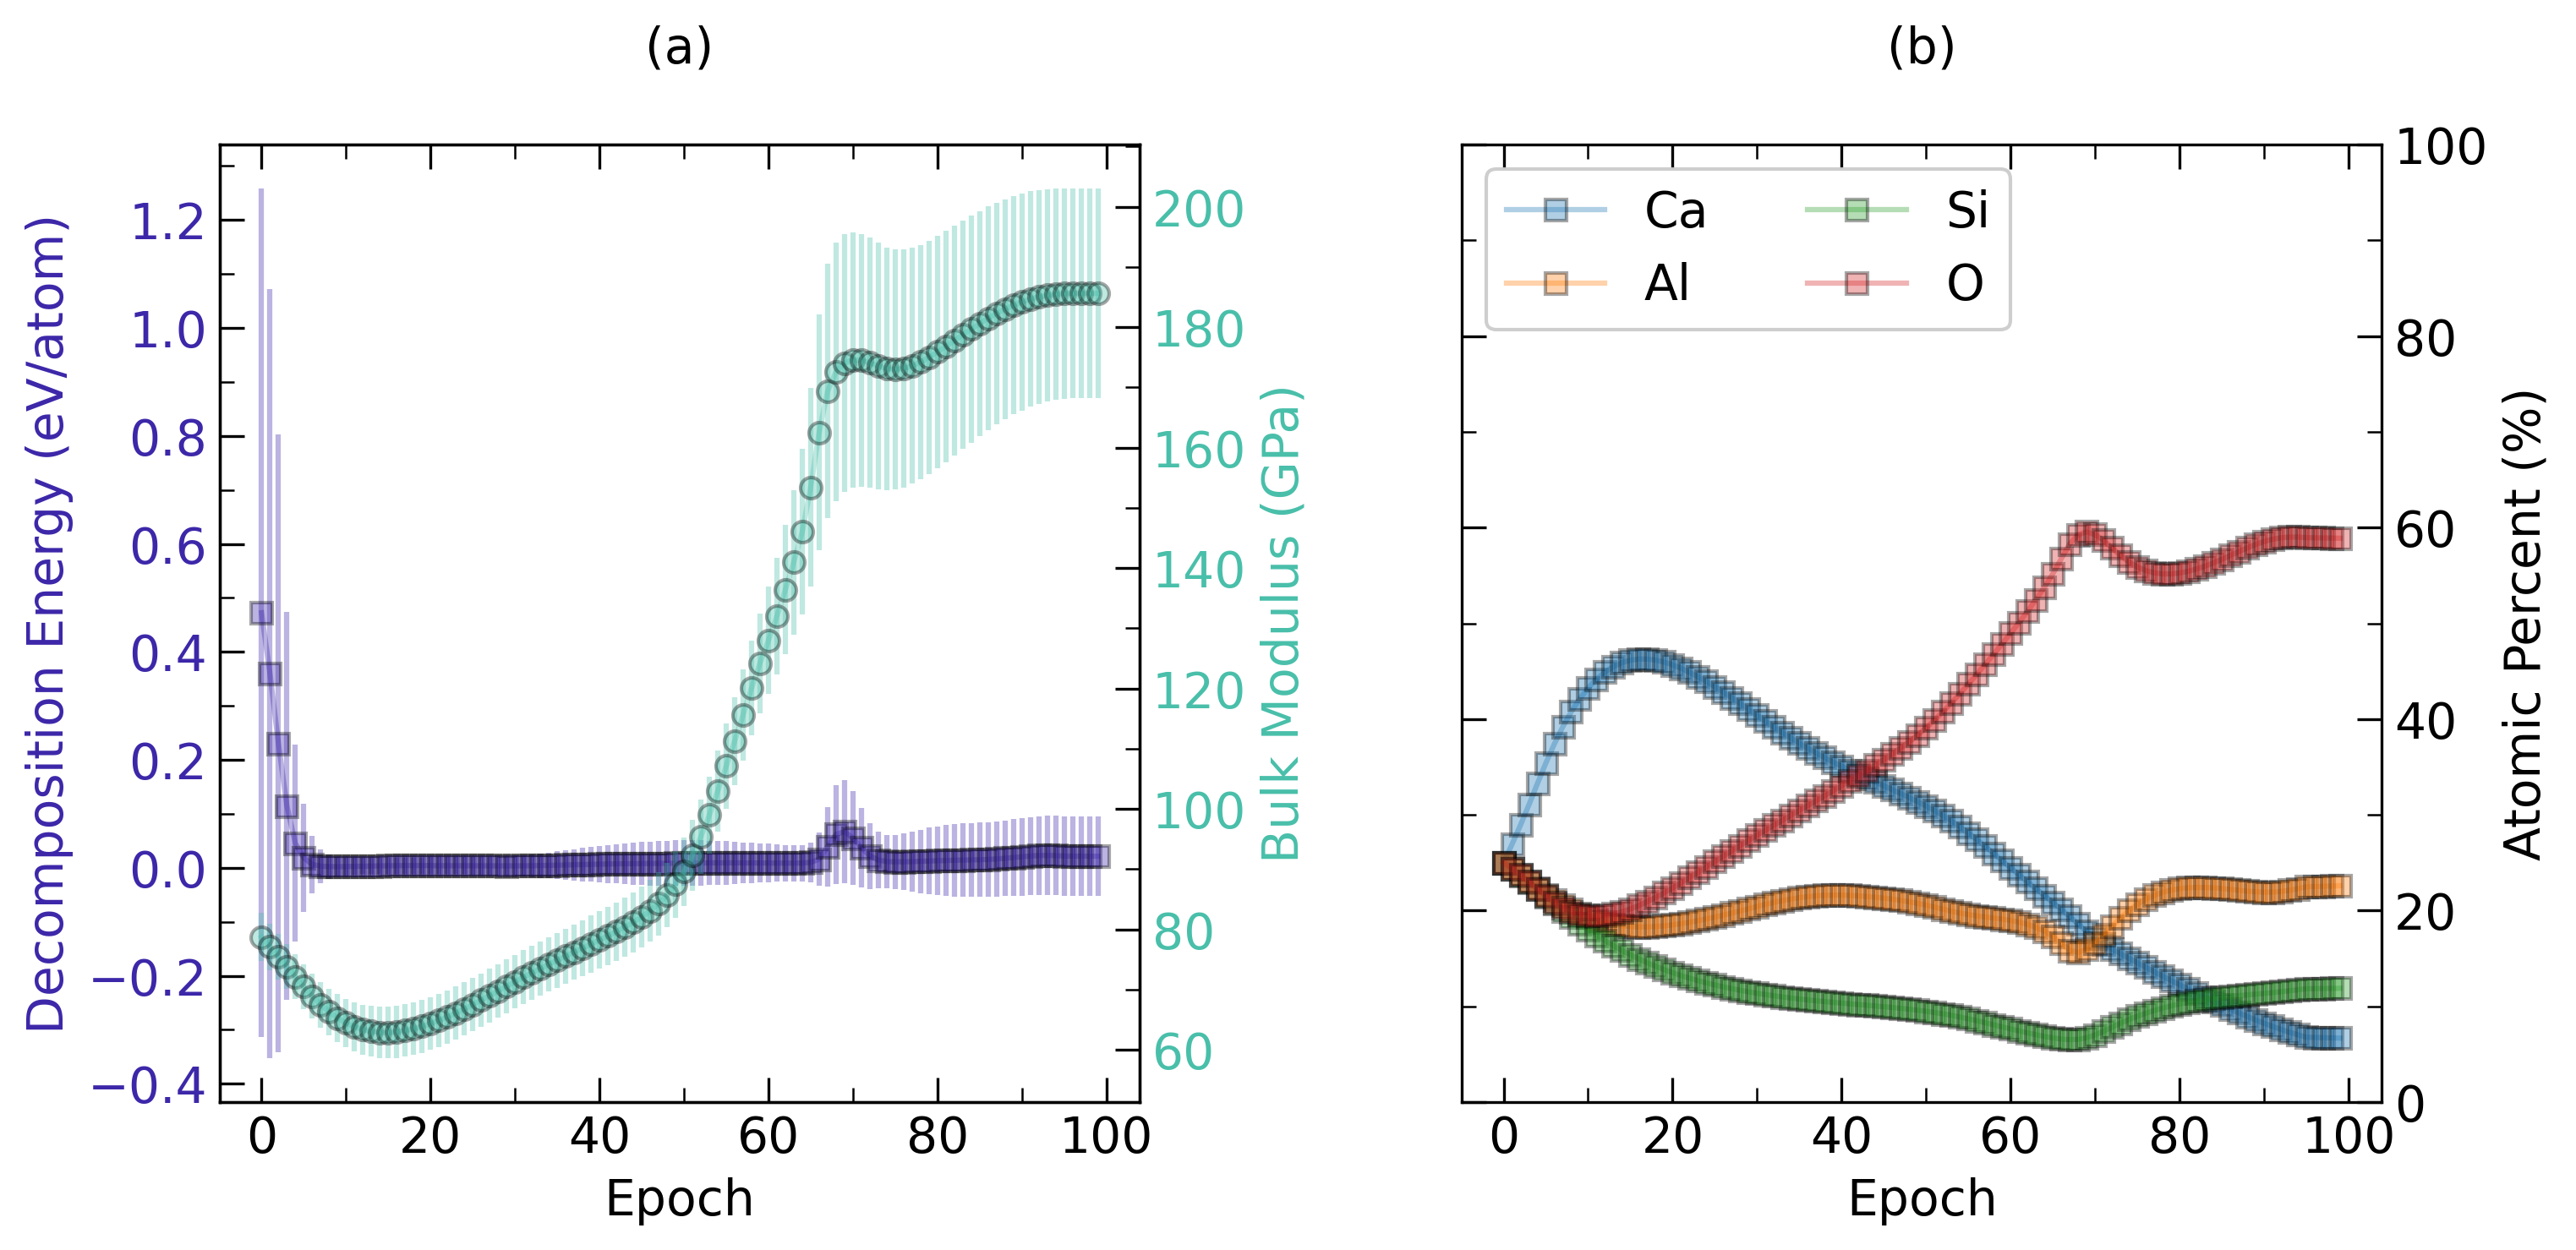 (a)
Decomposition Energy (eV/atom)
1.2
1.0
0.8
0.6
0.4
0.2
0.0
−0.2
−0.4
0 20 40 60 80 100
Epoch
200
180
160
140
120
100
80
60
Bulk Modulus (GPa)
(b)
Ca Si
Al O
0 20 40 60 80 100
Epoch
100
80
60
40
20
0
Atomic Percent (%)